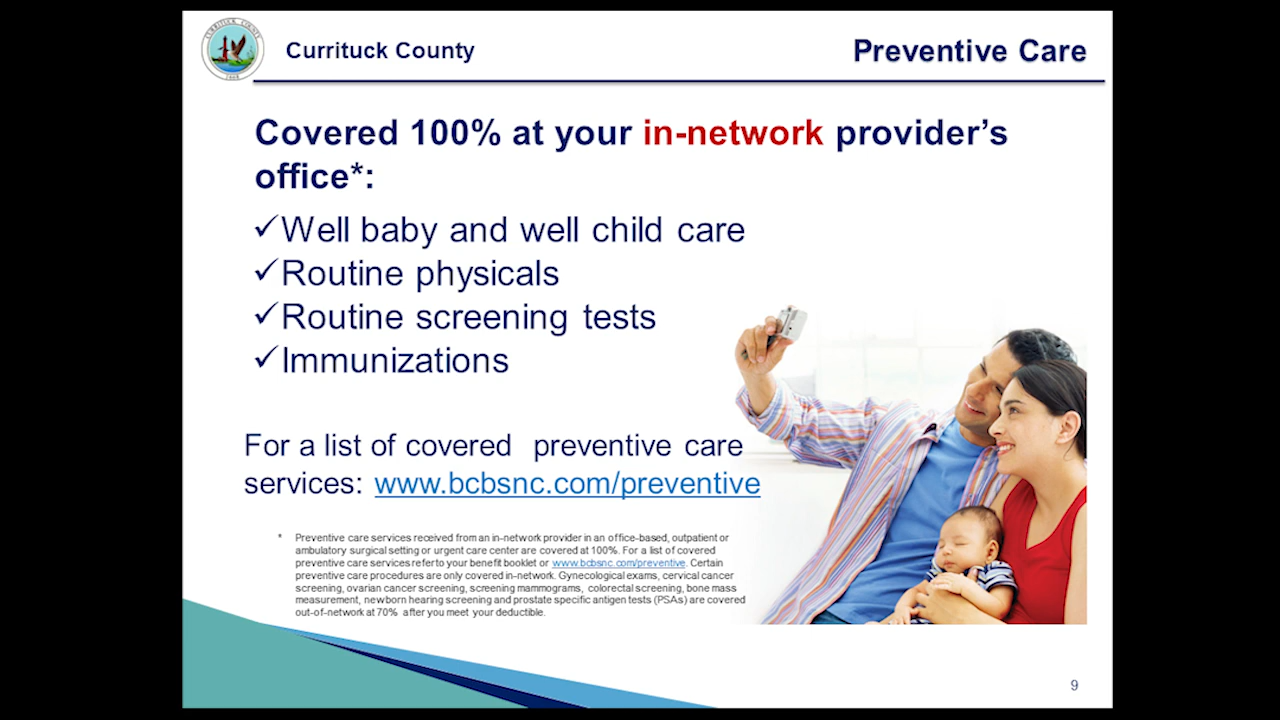 CURRITUCK COUNTY
Currituck County
Preventive Care
Covered 100% at your in-network provider’s
office*:
✓Well baby and well child care
✓Routine physicals
✓Routine screening tests
✓Immunizations
For a list of covered preventive care
services: www.bcbsnc.com/preventive
* Preventive care services received from an in-network provider in an office-based, outpatient or
ambulatory surgical setting or urgent care center are covered at 100%. For a list of covered
preventive care services refer to your benefit booklet or www.bcbsnc.com/preventive. Certain
preventive care procedures are only covered in-network. Gynecological exams, cervical cancer
screening, ovarian cancer screening, screening mammograms, colorectal screening, bone mass
measurement, newborn hearing screening and prostate specific antigen tests (PSAs) are covered
out-of-network at 70% after you meet your deductible.
9